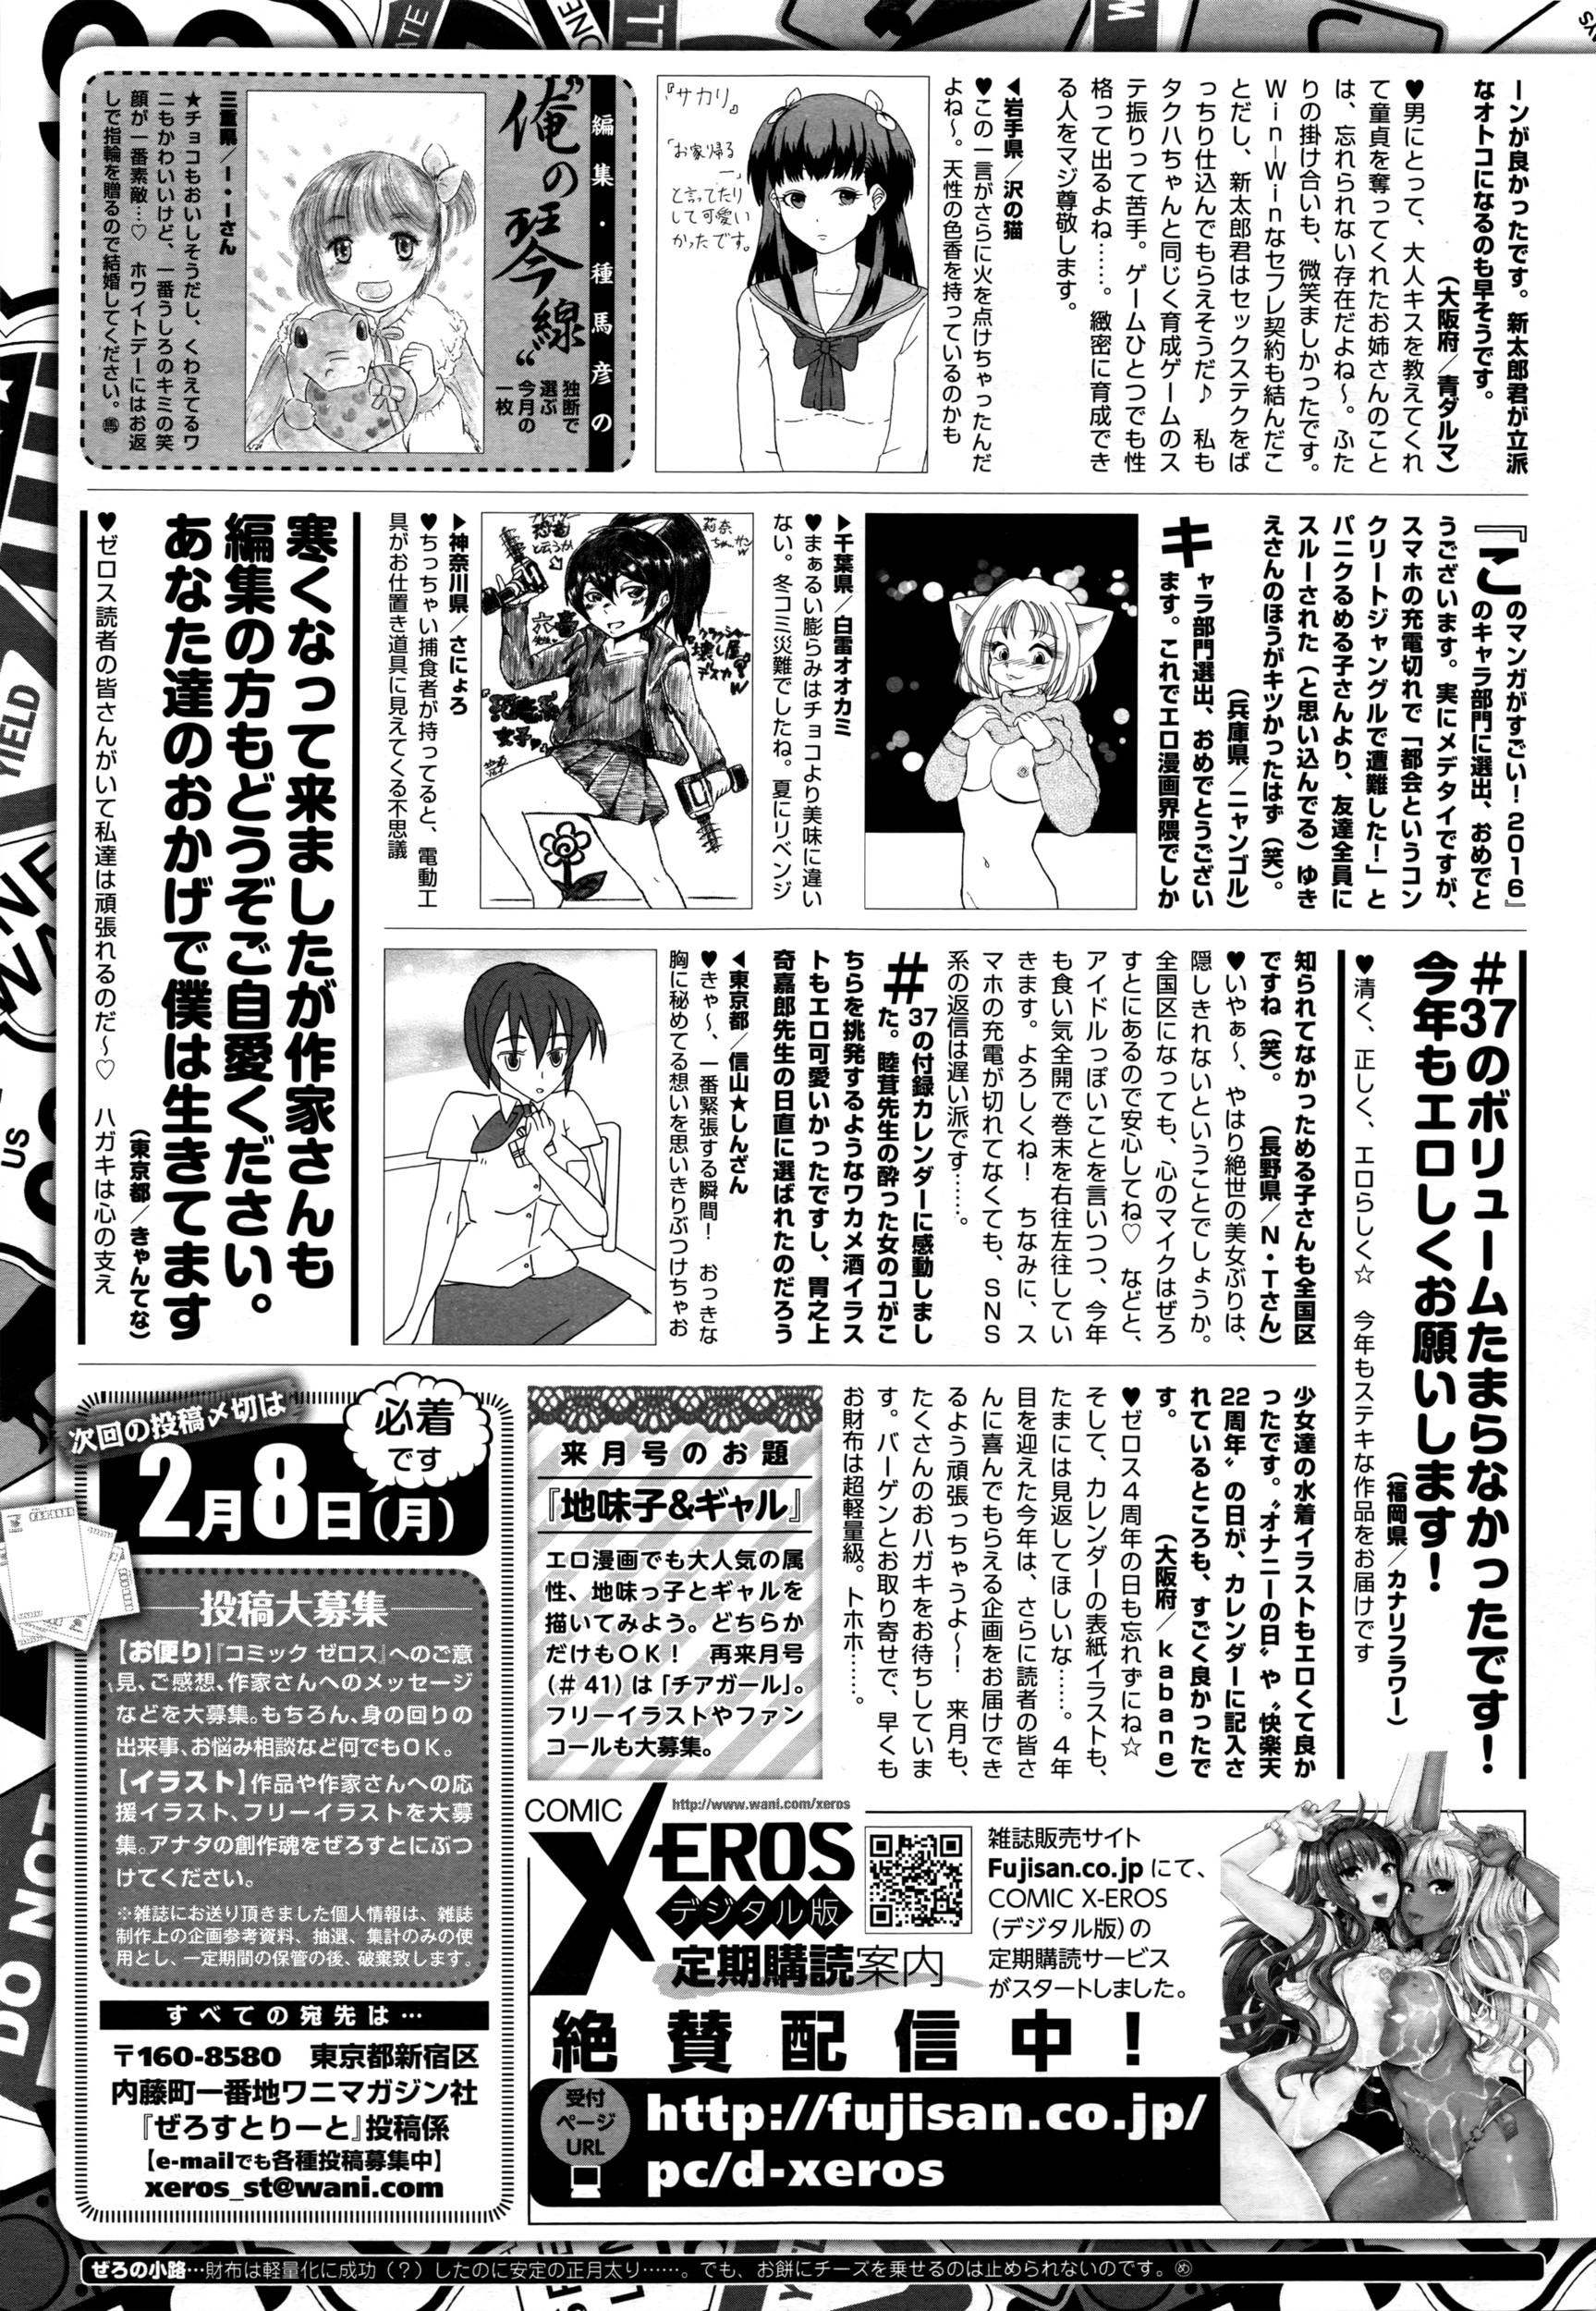 ーンが良かったです。新太郎君が立派
なオトコになるのも早そうです。
(大阪府/青ダルマ)
♥男にとって、大人キスを教えてくれ
て童貞を奪ってくれたお姉さんのこと
は、忘れられない存在だよね〜。ふた
りの掛け合いも、微笑ましかったです。
Win-Winなセフレ契約も結んだこ
とだし、新太郎君はセックステクをば
っちり仕込んでもらえそうだ♪ 私も
タクハちゃんと同じく育成ゲームのス
テ振りって苦手。ゲームひとつでも性
格って出るよね……。緻密に育成でき
る人をマジ尊敬します。
◀岩手県/沢の猫
♥この一言がさらに火を点けちゃったんだ
よね〜。天性の色香を持っているのかも
『サカリ』
「お家帰る
ー」
と言ってたり
して可愛い
かったです。
編集・種馬彦の
“俺の琴線”
独断で
選ぶ
今月の
一枚
三重県/I・Iさん
★チョコもおいしそうだし、くわえてるワ
ニもかわいいけど、一番うしろのキミの笑
顔が一番素敵…♡ ホワイトデーにはお返
しで指輪を贈るので結婚してください。㊚
『このマンガがすごい! 2016』
のキャラ部門に選出、おめでと
うございます。実にメデタイですが、
スマホの充電切れで「都会というコン
クリートジャングルで遭難した!」と
パニクるめる子さんより、友達全員に
スルーされた(と思い込んでる)ゆき
えさんのほうがキツかったはず(笑)。
(兵庫県/ニャンゴル)
キャラ部門選出、おめでとうござい
ます。これでエロ漫画界隈でしか
▶千葉県/白雷オオカミ
♥まぁるい膨らみはチョコより美味に違い
ない。冬コミ災難でしたね。夏にリベンジ
莉奈
ちゃんガン
w
六番
壊し屋
デスカ
w
女子
▶神奈川県/さにょろ
♥ちっちゃい捕食者が持ってると、電動工
具がお仕置き道具に見えてくる不思議
寒くなって来ましたが作家さんも
編集の方もどうぞご自愛ください。
あなた達のおかげで僕は生きてます
(東京都/きゃんてな)
♥ゼロス読者の皆さんがいて私達は頑張れるのだ〜♡ ハガキは心の支え
#37のボリュームたまらなかったです!
今年もエロしくお願いします!
(福岡県/カナリフラワー)
♥清く、正しく、エロらしく☆ 今年もステキな作品をお届けです
知られてなかっためる子さんも全国区
ですね(笑)。 (長野県/N・Tさん)
♥いやぁ〜、やはり絶世の美女ぶりは、
隠しきれないということでしょうか。
全国区になっても、心のマイクはぜろ
すとにあるので安心してね♡ などと、
アイドルっぽいことを言いつつ、今年
も食い気全開で巻末を右往左往してい
きます。よろしくね! ちなみに、ス
マホの充電が切れてなくても、SNS
系の返信は遅い派です……。
#37の付録カレンダーに感動しまし
た。睦茸先生の酔った女のコがこ
ちらを挑発するようなワカメ酒イラス
トもエロ可愛いかったですし、胃之上
奇嘉郎先生の日直に選ばれたのだろう
◀東京都/信山★しんざん
♥きゃ〜、一番緊張する瞬間! おっきな
胸に秘めてる想いを思いきりぶつけちゃお
少女達の水着イラストもエロくて良か
ったです。〝オナニーの日〟や〝快楽天
22周年〟の日が、カレンダーに記入さ
れているところも、すごく良かったで
す。 (大阪府/kabane)
♥ゼロス4周年の日も忘れずにね☆
そして、カレンダーの表紙イラストも、
たまには見返してほしいな……。4年
目を迎えた今年は、さらに読者の皆さ
んに喜んでもらえる企画をお届けでき
るよう頑張っちゃうよ〜! 来月も、
たくさんのおハガキをお待ちしていま
す。バーゲンとお取り寄せで、早くも
お財布は超軽量級。トホホ……。
来月号のお題
『地味子&ギャル』
エロ漫画でも大人気の属
性、地味っ子とギャルを
描いてみよう。どちらか
だけもOK! 再来月号
(#41)は「チアガール」。
フリーイラストやファン
コールも大募集。
次回の投稿〆切は
必着
です
2月8日(月)
投稿大募集
【お便り】『コミック ゼロス』へのご意
見、ご感想、作家さんへのメッセージ
などを大募集。もちろん、身の回りの
出来事、お悩み相談など何でもOK。
【イラスト】作品や作家さんへの応
援イラスト、フリーイラストを大募
集。アナタの創作魂をぜろすとにぶつ
けてください。
※雑誌にお送り頂きました個人情報は、雑誌
制作上の企画参考資料、抽選、集計のみの使
用とし、一定期間の保管の後、破棄致します。
すべての宛先は…
〒160-8580 東京都新宿区
内藤町一番地ワニマガジン社
『ぜろすとりーと』投稿係
【e-mailでも各種投稿募集中】
xeros_st@wani.com
COMIC
X-EROS
http://www.wani.com/xeros
デジタル版
定期購読案内
雑誌販売サイト
Fujisan.co.jp にて、
COMIC X-EROS
(デジタル版)の
定期購読サービス
がスタートしました。
絶賛配信中!
受付
ページ
URL
http://fujisan.co.jp/
pc/d-xeros
ぜろの小路…財布は軽量化に成功(?)したのに安定の正月太り……。でも、お餅にチーズを乗せるのは止められないのです。㋱
YIELD
US
DO NOT